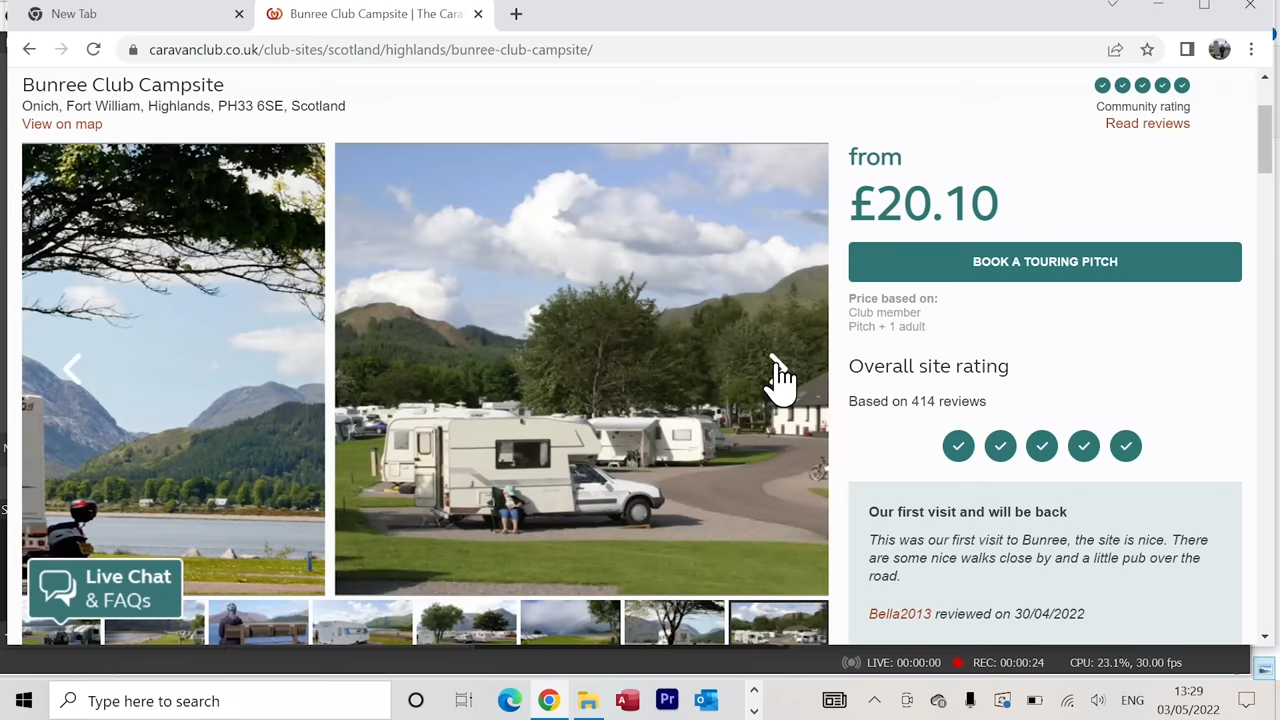 New Tab
Bunree Club Campsite | The Cara
caravanclub.co.uk/club-sites/scotland/highlands/bunree-club-campsite/
Bunree Club Campsite
Onich, Fort William, Highlands, PH33 6SE, Scotland
View on map
Community rating
Read reviews
from
£20.10
BOOK A TOURING PITCH
Price based on:
Club member
Pitch + 1 adult
Overall site rating
Based on 414 reviews
Our first visit and will be back
This was our first visit to Bunree, the site is nice. There
are some nice walks close by and a little pub over the
road.
Bella2013 reviewed on 30/04/2022
Live Chat
& FAQs
LIVE: 00:00:00
REC: 00:00:24
CPU: 23.1%, 30.00 fps
Type here to search
Pr
ENG
13:29
03/05/2022